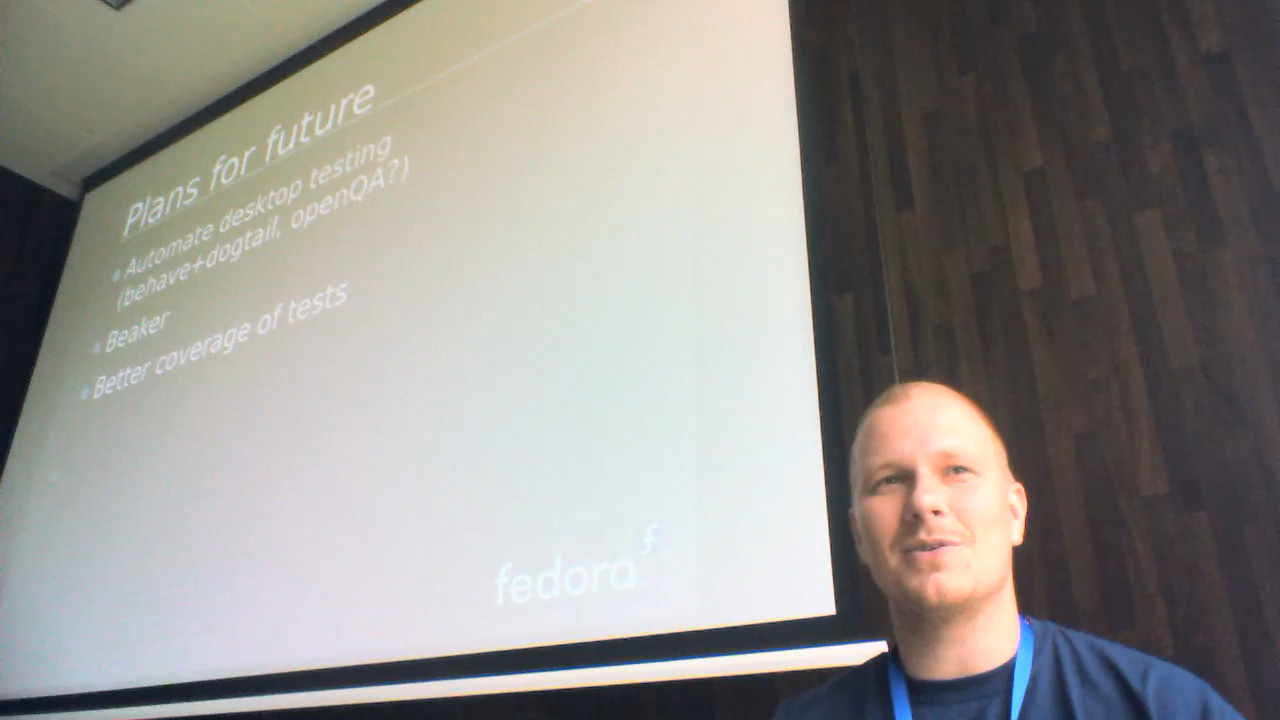 Plans for future
Automate desktop testing
(behave+dogtail, openQA?)
Beaker
Better coverage of tests
fedora f